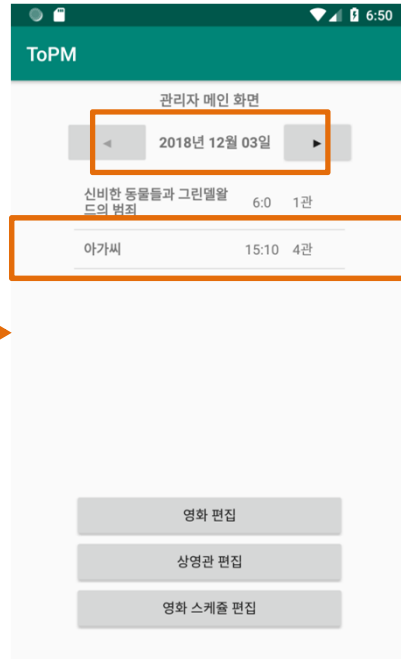 6:50
ToPM
관리자 메인 화면
◄ 2018년 12월 03일 ►
신비한 동물들과 그린델왈
드의 범죄 6:0 1관
아가씨 15:10 4관
영화 편집
상영관 편집
영화 스케쥴 편집